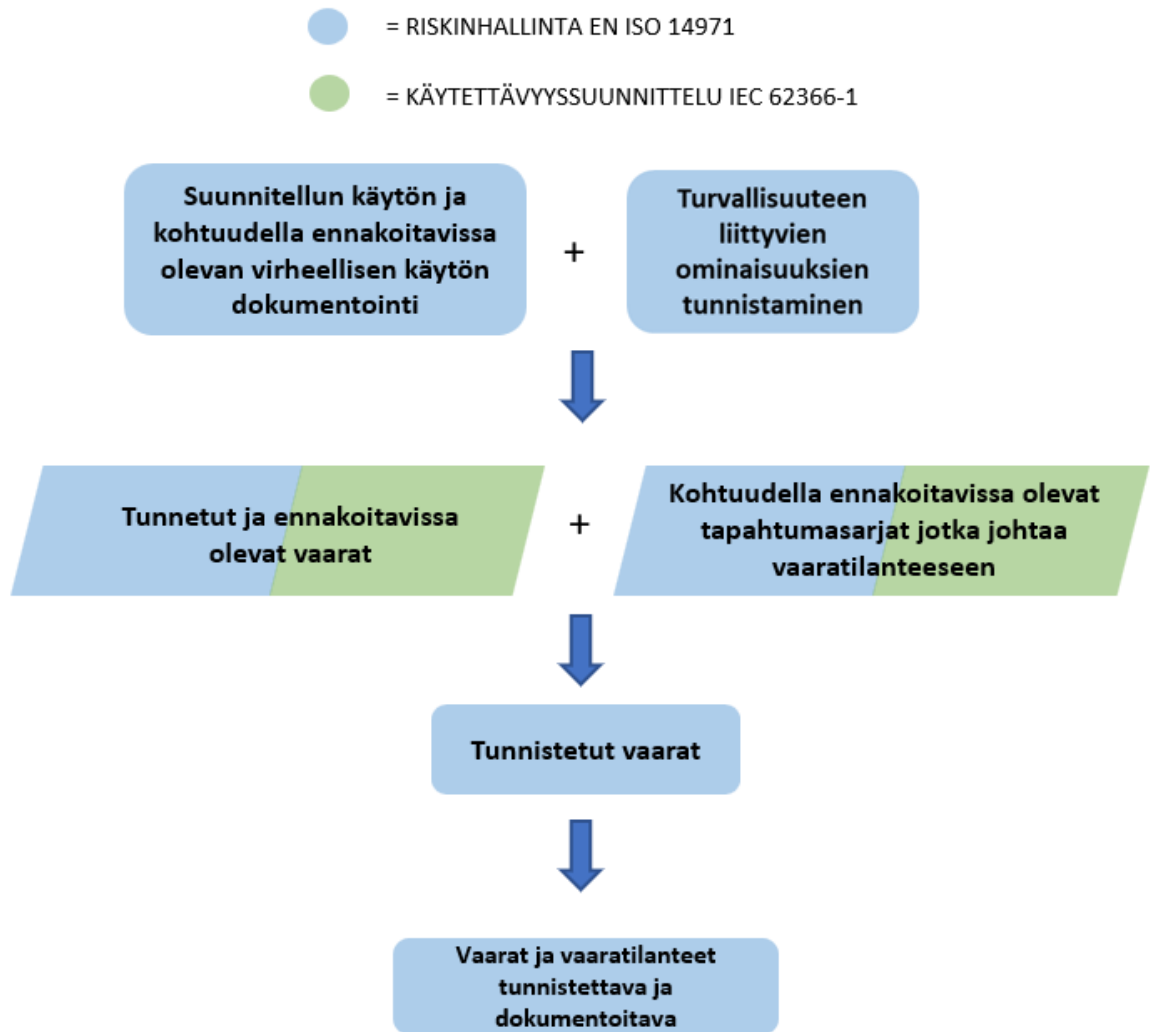 = RISKINHALLINTA EN ISO 14971
= KÄYTETTÄVYYSSUUNNITTELU IEC 62366-1
Suunnitellun käytön ja
kohtuudella ennakoitavissa
olevan virheellisen käytön
dokumentointi
+
Turvallisuuteen
liittyvien
ominaisuuksien
tunnistaminen
Tunnetut ja ennakoitavissa
olevat vaarat
+
Kohtuudella ennakoitavissa olevat
tapahtumasarjat jotka johtaa
vaaratilanteeseen
Tunnistetut vaarat
Vaarat ja vaaratilanteet
tunnistettava ja
dokumentoitava